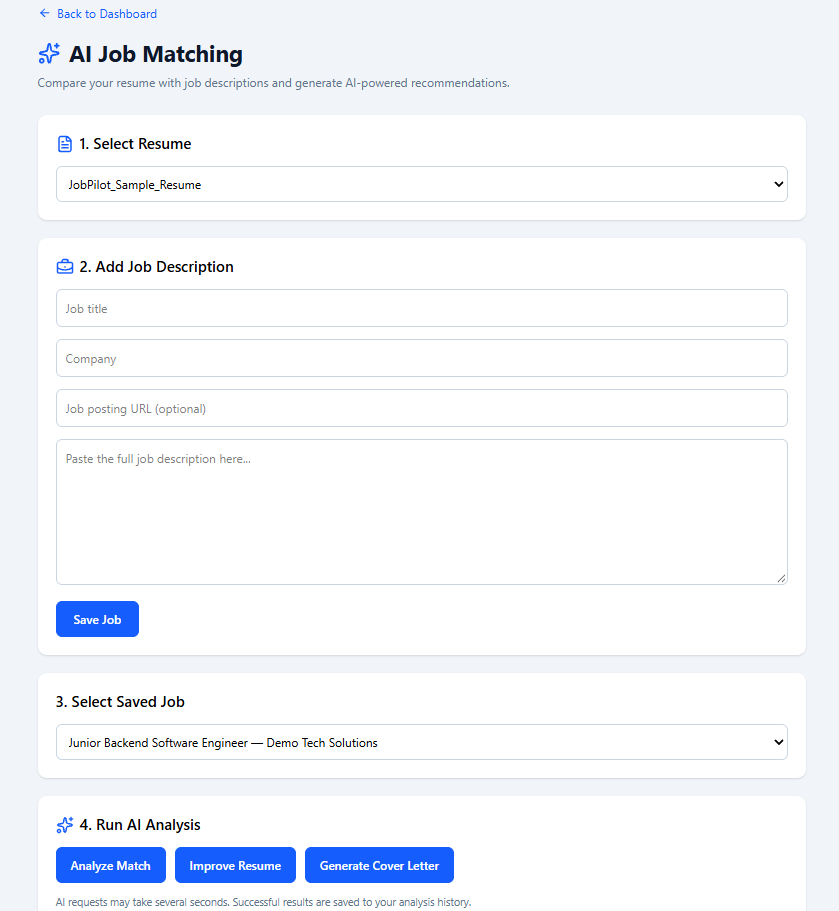 Back to Dashboard
AI Job Matching
Compare your resume with job descriptions and generate AI-powered recommendations.
1. Select Resume
JobPilot_Sample_Resume
2. Add Job Description
Job title
Company
Job posting URL (optional)
Paste the full job description here...
Save Job
3. Select Saved Job
Junior Backend Software Engineer — Demo Tech Solutions
4. Run AI Analysis
Analyze Match Improve Resume Generate Cover Letter
AI requests may take several seconds. Successful results are saved to your analysis history.